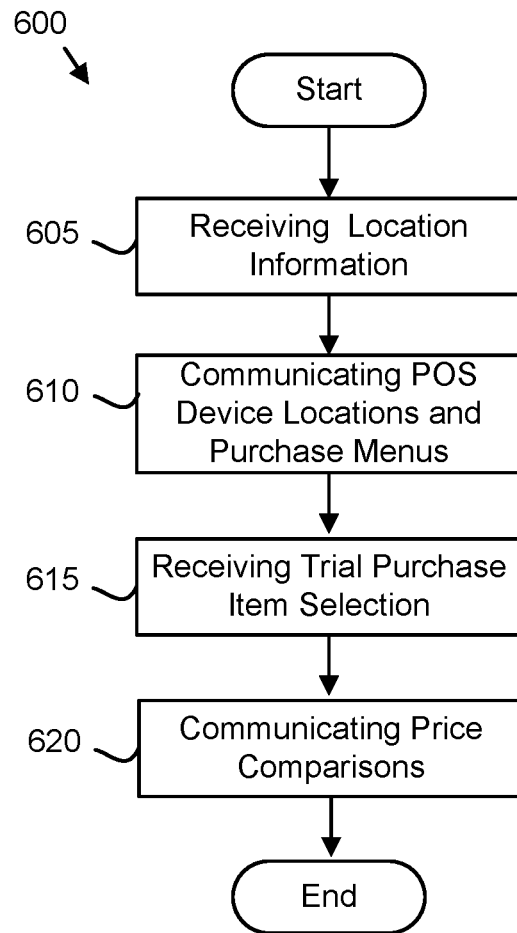 600
Start
605
Receiving Location
Information
610
Communicating POS
Device Locations and
Purchase Menus
615
Receiving Trial Purchase
Item Selection
620
Communicating Price
Comparisons
End